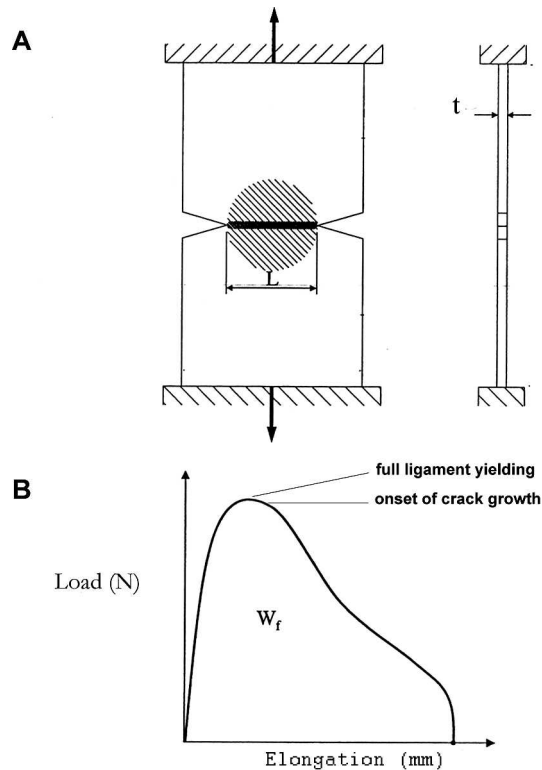 A
t
L
B
full ligament yielding
onset of crack growth
Load (N)
Wf
Elongation (mm)